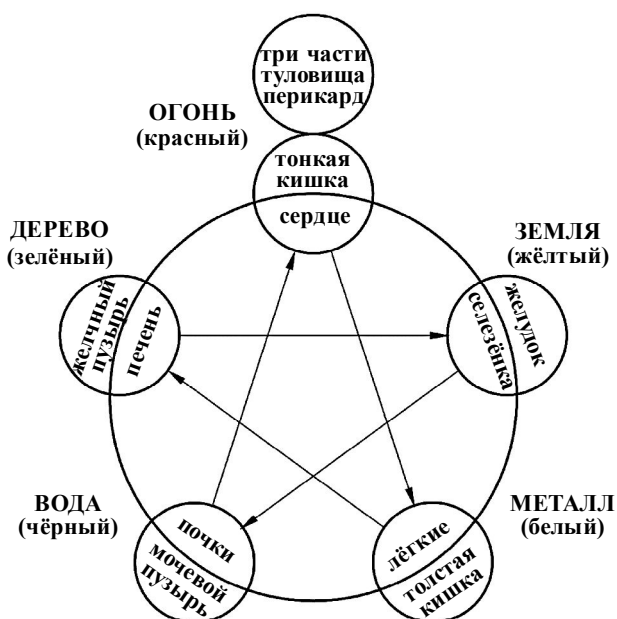 три части
туловища
перикард
ОГОНЬ
(красный)
тонкая
кишка
сердце
ДЕРЕВО
(зелёный)
ЗЕМЛЯ
(жёлтый)
желчный
пузырь
печень
желудок
селезёнка
ВОДА
(чёрный)
МЕТАЛЛ
(белый)
почки
мочевой
пузырь
лёгкие
толстая
кишка